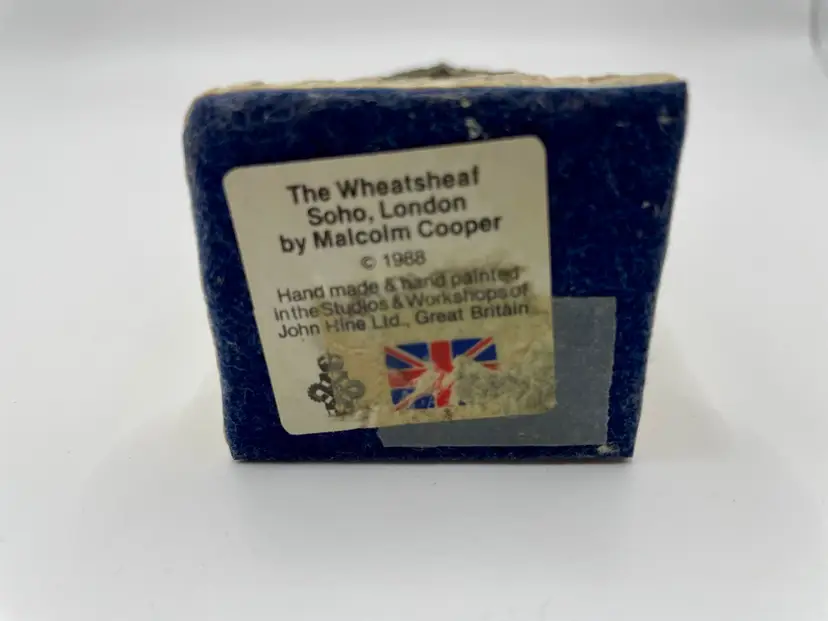 The Wheatsheaf
Soho, London
by Malcolm Cooper
© 1988
Hand made & hand painted
in the Studios & Workshops of
John Hine Ltd., Great Britain